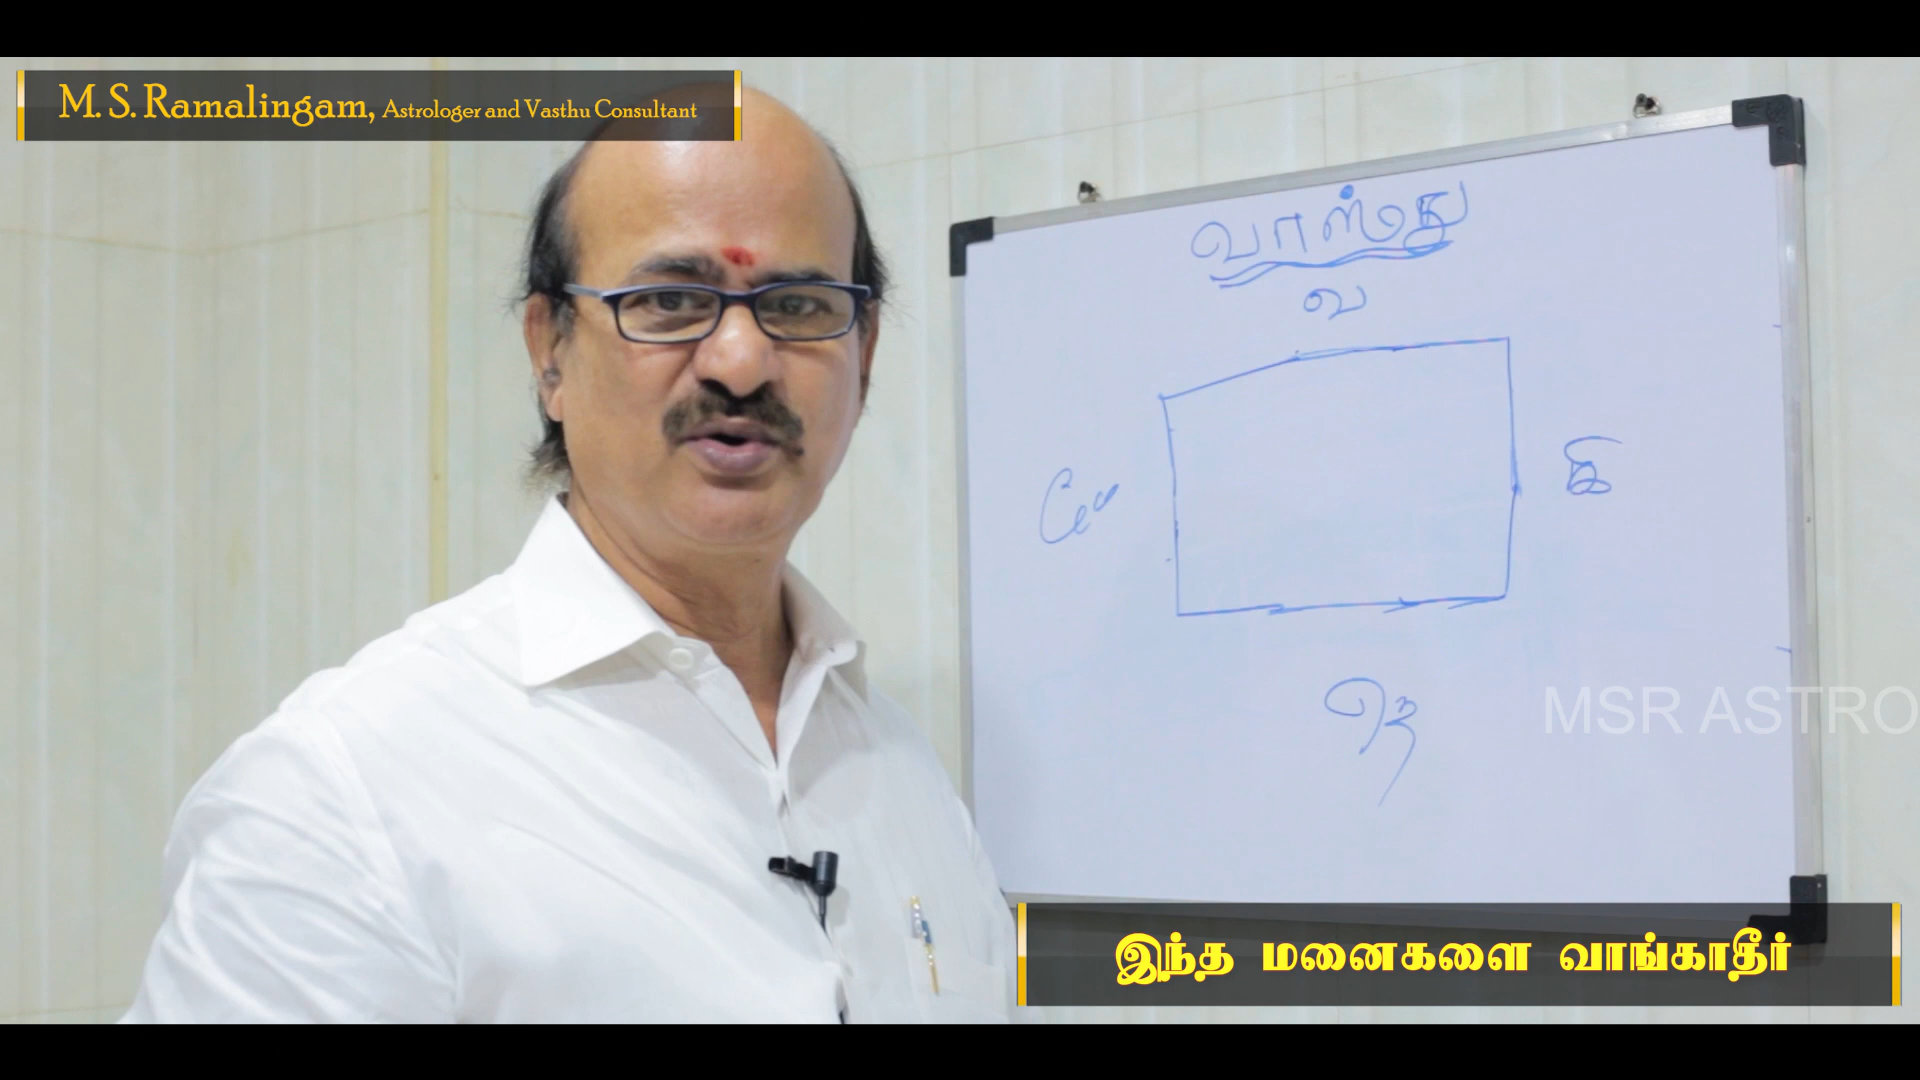 M. S. Ramalingam, Astrologer and Vasthu Consultant
வாஸ்து
வ
மே
கி
தெ
MSR ASTRO
இந்த மனைகளை வாங்காதீர்